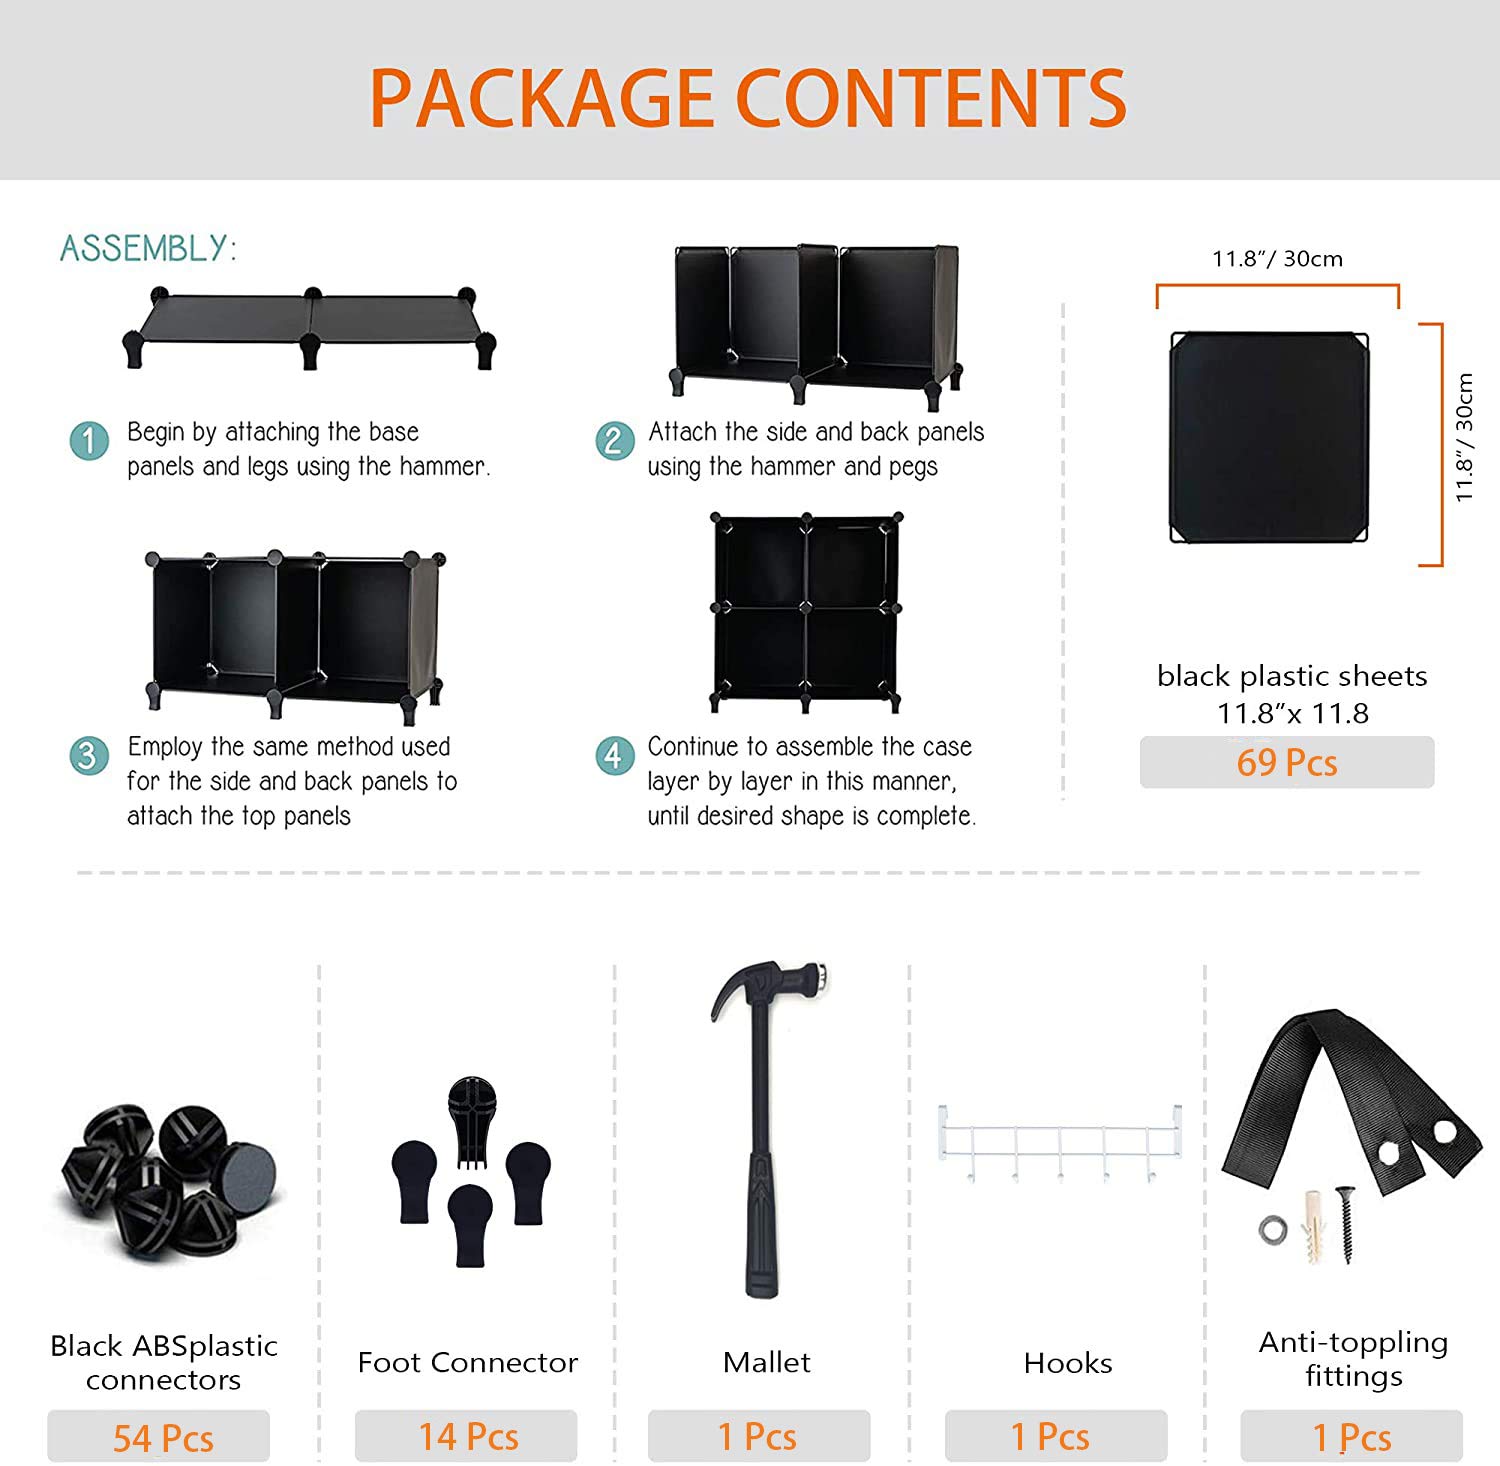 PACKAGE CONTENTS
ASSEMBLY:
1 Begin by attaching the base
panels and legs using the hammer.
2 Attach the side and back panels
using the hammer and pegs
3 Employ the same method used
for the side and back panels to
attach the top panels
4 Continue to assemble the case
layer by layer in this manner,
until desired shape is complete.
11.8”/ 30cm
11.8”/ 30cm
black plastic sheets
11.8”x 11.8
69 Pcs
Black ABSplastic
connectors
54 Pcs
Foot Connector
14 Pcs
Mallet
1 Pcs
Hooks
1 Pcs
Anti-toppling
fittings
1 Pcs